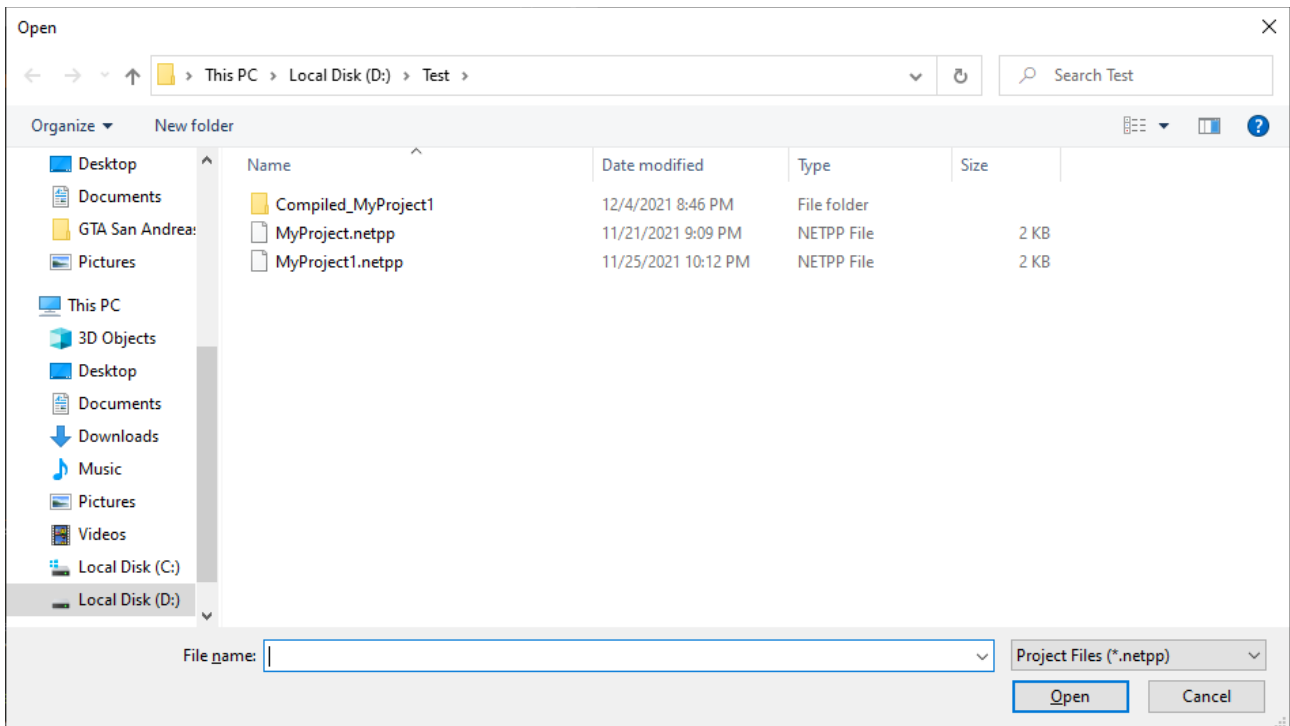 Open
This PC > Local Disk (D:) > Test >
Search Test
Organize
New folder
Desktop
Documents
GTA San Andreas
Pictures
This PC
3D Objects
Desktop
Documents
Downloads
Music
Pictures
Videos
Local Disk (C:)
Local Disk (D:)
Name Date modified Type Size
Compiled_MyProject1 12/4/2021 8:46 PM File folder
MyProject.netpp 11/21/2021 9:09 PM NETPP File 2 KB
MyProject1.netpp 11/25/2021 10:12 PM NETPP File 2 KB
File name:
Project Files (*.netpp)
Open
Cancel